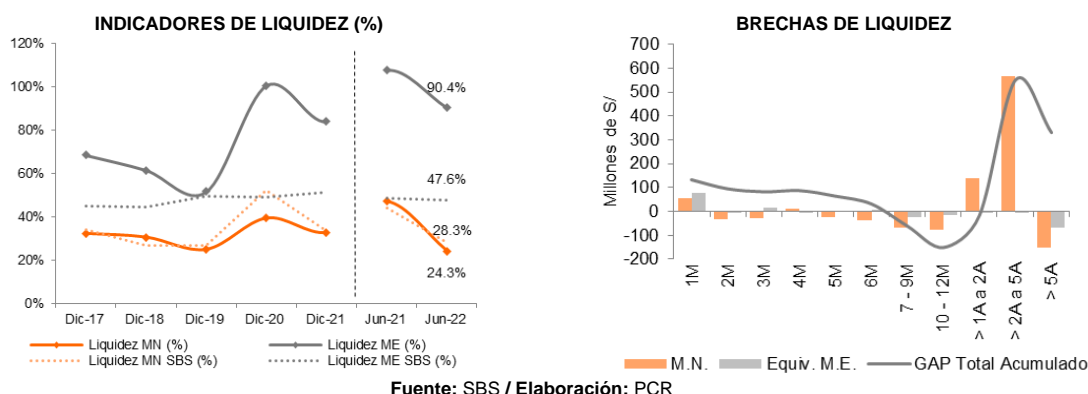 INDICADORES DE LIQUIDEZ (%)
120%
100%
80%
60%
40%
20%
0%
90.4%
47.6%
28.3%
24.3%
Dic-17 Dic-18 Dic-19 Dic-20 Dic-21 Jun-21 Jun-22
Liquidez MN (%) Liquidez ME (%)
Liquidez MN SBS (%) Liquidez ME SBS (%)
BRECHAS DE LIQUIDEZ
Millones de S/
700
600
500
400
300
200
100
0
-100
-200
1M 2M 3M 4M 5M 6M 7 - 9M 10 - 12M > 1A a 2A > 2A a 5A > 5A
M.N. Equiv. M.E. GAP Total Acumulado
Fuente: SBS / Elaboración: PCR